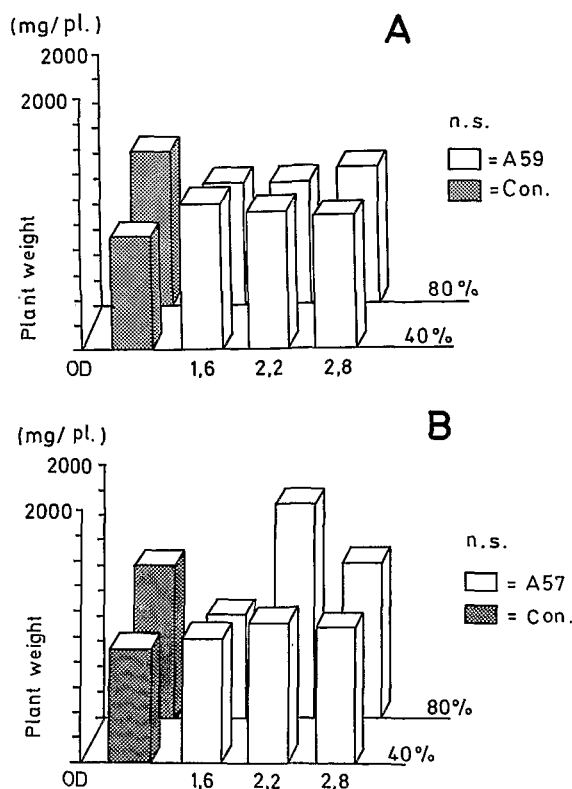 (mg/pl.)
A
2000
2000
n.s.
= A59
= Con.
Plant weight
80%
40%
OD 1,6 2,2 2,8
(mg/ pl.)
B
2000
2000
n.s.
= A57
= Con.
Plant weight
80%
40%
OD 1,6 2,2 2,8